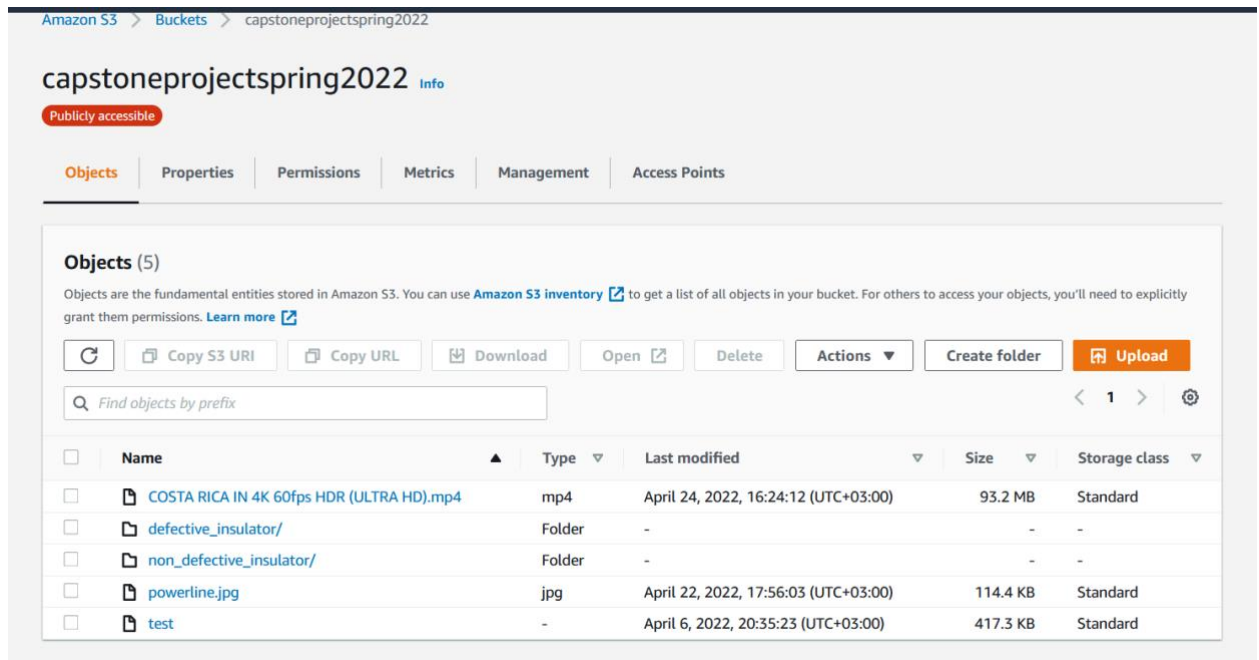 Amazon S3 > Buckets > capstoneprojectspring2022
capstoneprojectspring2022 Info
Publicly accessible
Objects Properties Permissions Metrics Management Access Points
Objects (5)
Objects are the fundamental entities stored in Amazon S3. You can use Amazon S3 inventory to get a list of all objects in your bucket. For others to access your objects, you'll need to explicitly
grant them permissions. Learn more
Copy S3 URI Copy URL Download Open Delete Actions Create folder Upload
Find objects by prefix < 1 >
Name Type Last modified Size Storage class
COSTA RICA IN 4K 60fps HDR (ULTRA HD).mp4 mp4 April 24, 2022, 16:24:12 (UTC+03:00) 93.2 MB Standard
defective_insulator/ Folder - - -
non_defective_insulator/ Folder - - -
powerline.jpg jpg April 22, 2022, 17:56:03 (UTC+03:00) 114.4 KB Standard
test - April 6, 2022, 20:35:23 (UTC+03:00) 417.3 KB Standard